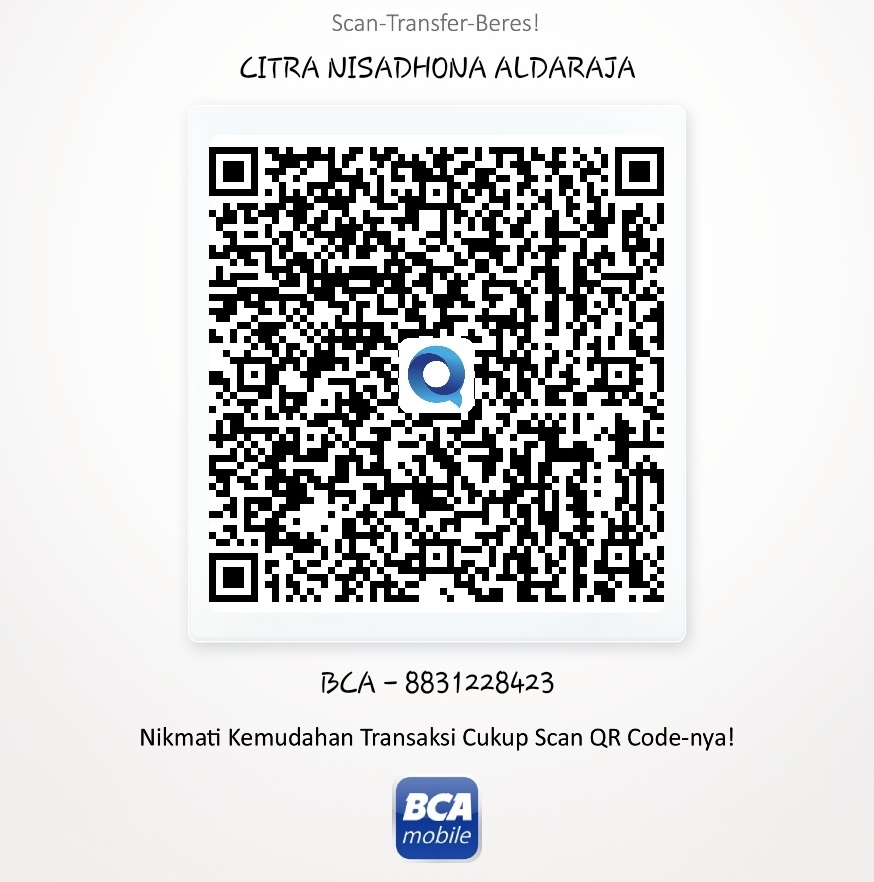 Scan-Transfer-Beres!
CITRA NISADHONA ALDARAJA
BCA - 8831228423
Nikmati Kemudahan Transaksi Cukup Scan QR Code-nya!
BCA
mobile